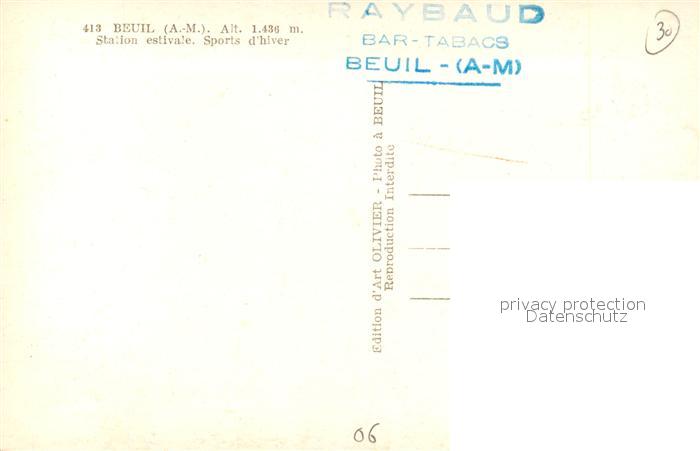 413 BEUIL (A.-M.). Alt. 1.436 m.
Station estivale. Sports d'hiver
RAYBAUD
BAR-TABACS
BEUIL - (A-M)
30
Edition d'Art OLIVIER - Photo à BEUIL
Reproduction Interdite
privacy protection
Datenschutz
06